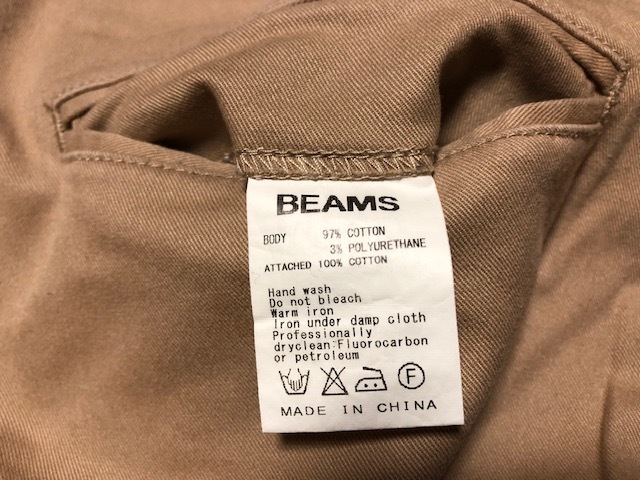 BEAMS
BODY 97% COTTON
3% POLYURETHANE
ATTACHED 100% COTTON
Hand wash
Do not bleach
Warm iron
Iron under damp cloth
Professionally
dryclean:Fluorocarbon
or petroleum
F
MADE IN CHINA